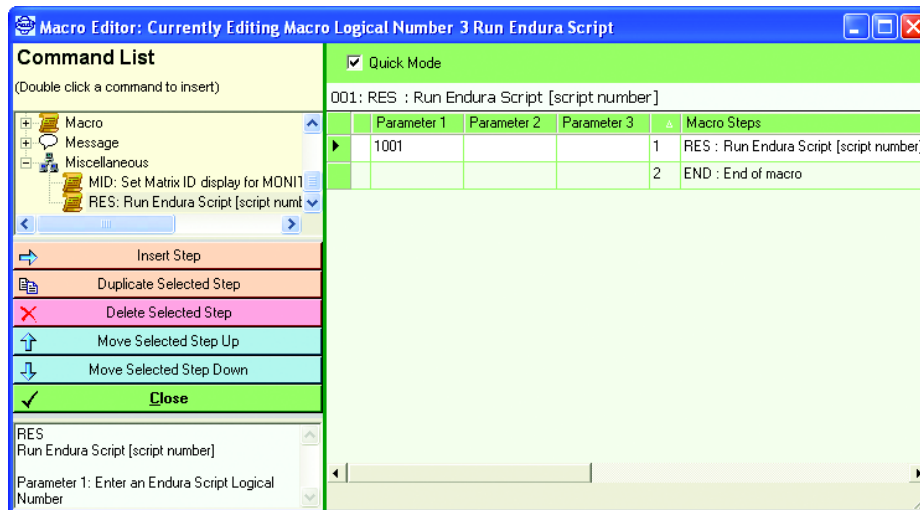 Macro Editor: Currently Editing Macro Logical Number 3 Run Endura Script
Command List
(Double click a command to insert)
Macro
Message
Miscellaneous
MID: Set Matrix ID display for MONIT
RES: Run Endura Script [script numb
Insert Step
Duplicate Selected Step
Delete Selected Step
Move Selected Step Up
Move Selected Step Down
Close
RES
Run Endura Script [script number]
Parameter 1: Enter an Endura Script Logical
Number
Quick Mode
001: RES : Run Endura Script [script number]
Parameter 1 Parameter 2 Parameter 3 Macro Steps
1001 1 RES : Run Endura Script [script number]
2 END : End of macro